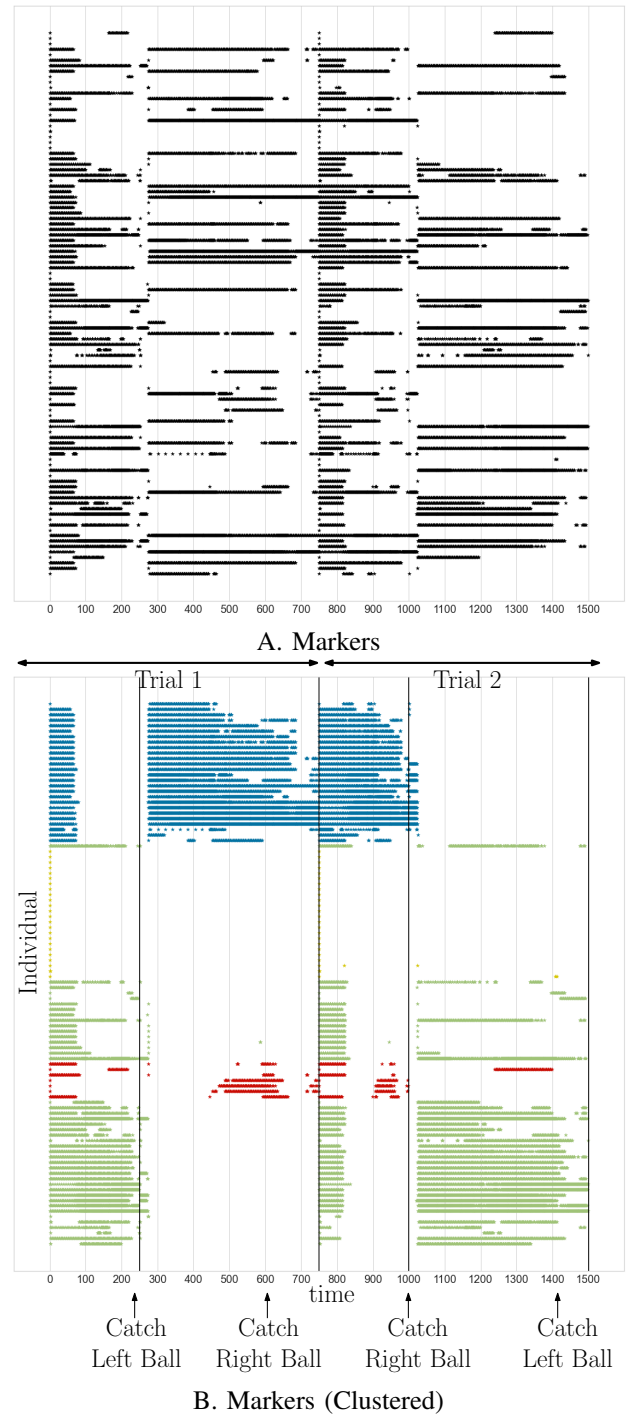 0 100 200 300 400 500 600 700 800 900 1000 1100 1200 1300 1400 1500
A. Markers
Trial 1 Trial 2
Individual
0 100 200 300 400 500 600 700 800 900 1000 1100 1200 1300 1400 1500
time
Catch Catch Catch Catch
Left Ball Right Ball Right Ball Left Ball
B. Markers (Clustered)